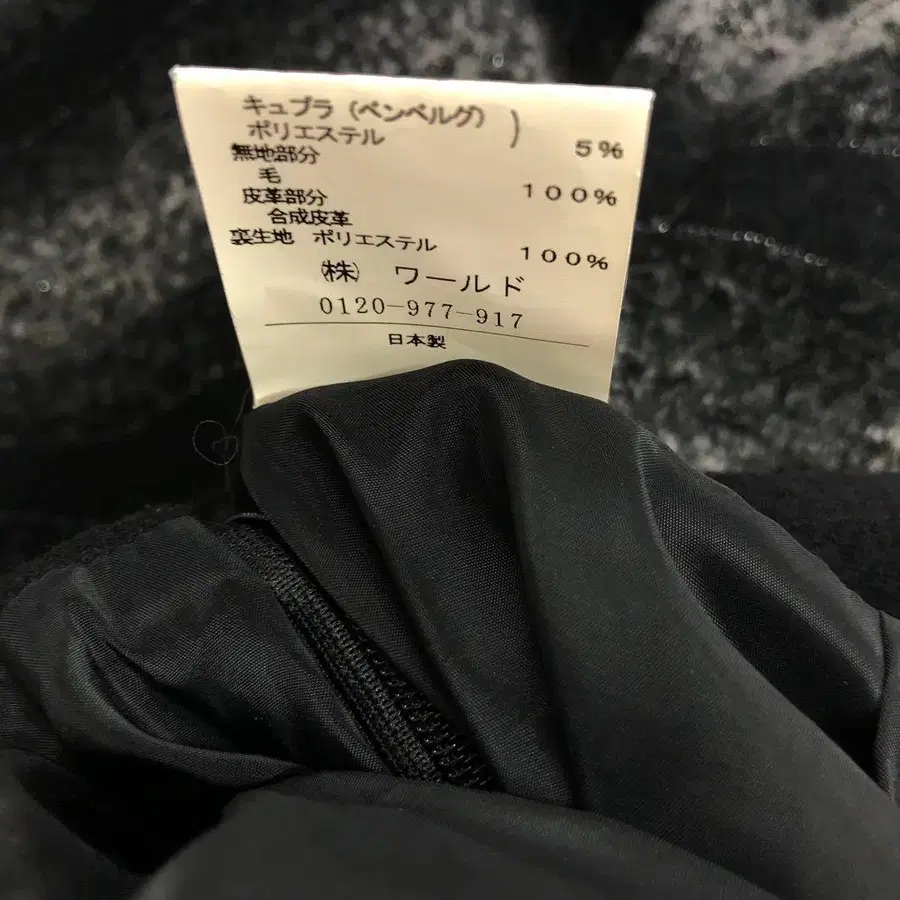 キュプラ (ベンベルグ)
ポリエステル ) 5%
無地部分
毛 100%
皮革部分
合成皮革
裏生地 ポリエステル 100%
㈱ ワールド
0120-977-917
日本製